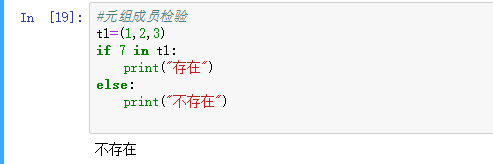 In [19]:
#元组成员检验
t1=(1,2,3)
if 7 in t1:
    print("存在")
else:
    print("不存在")
不存在